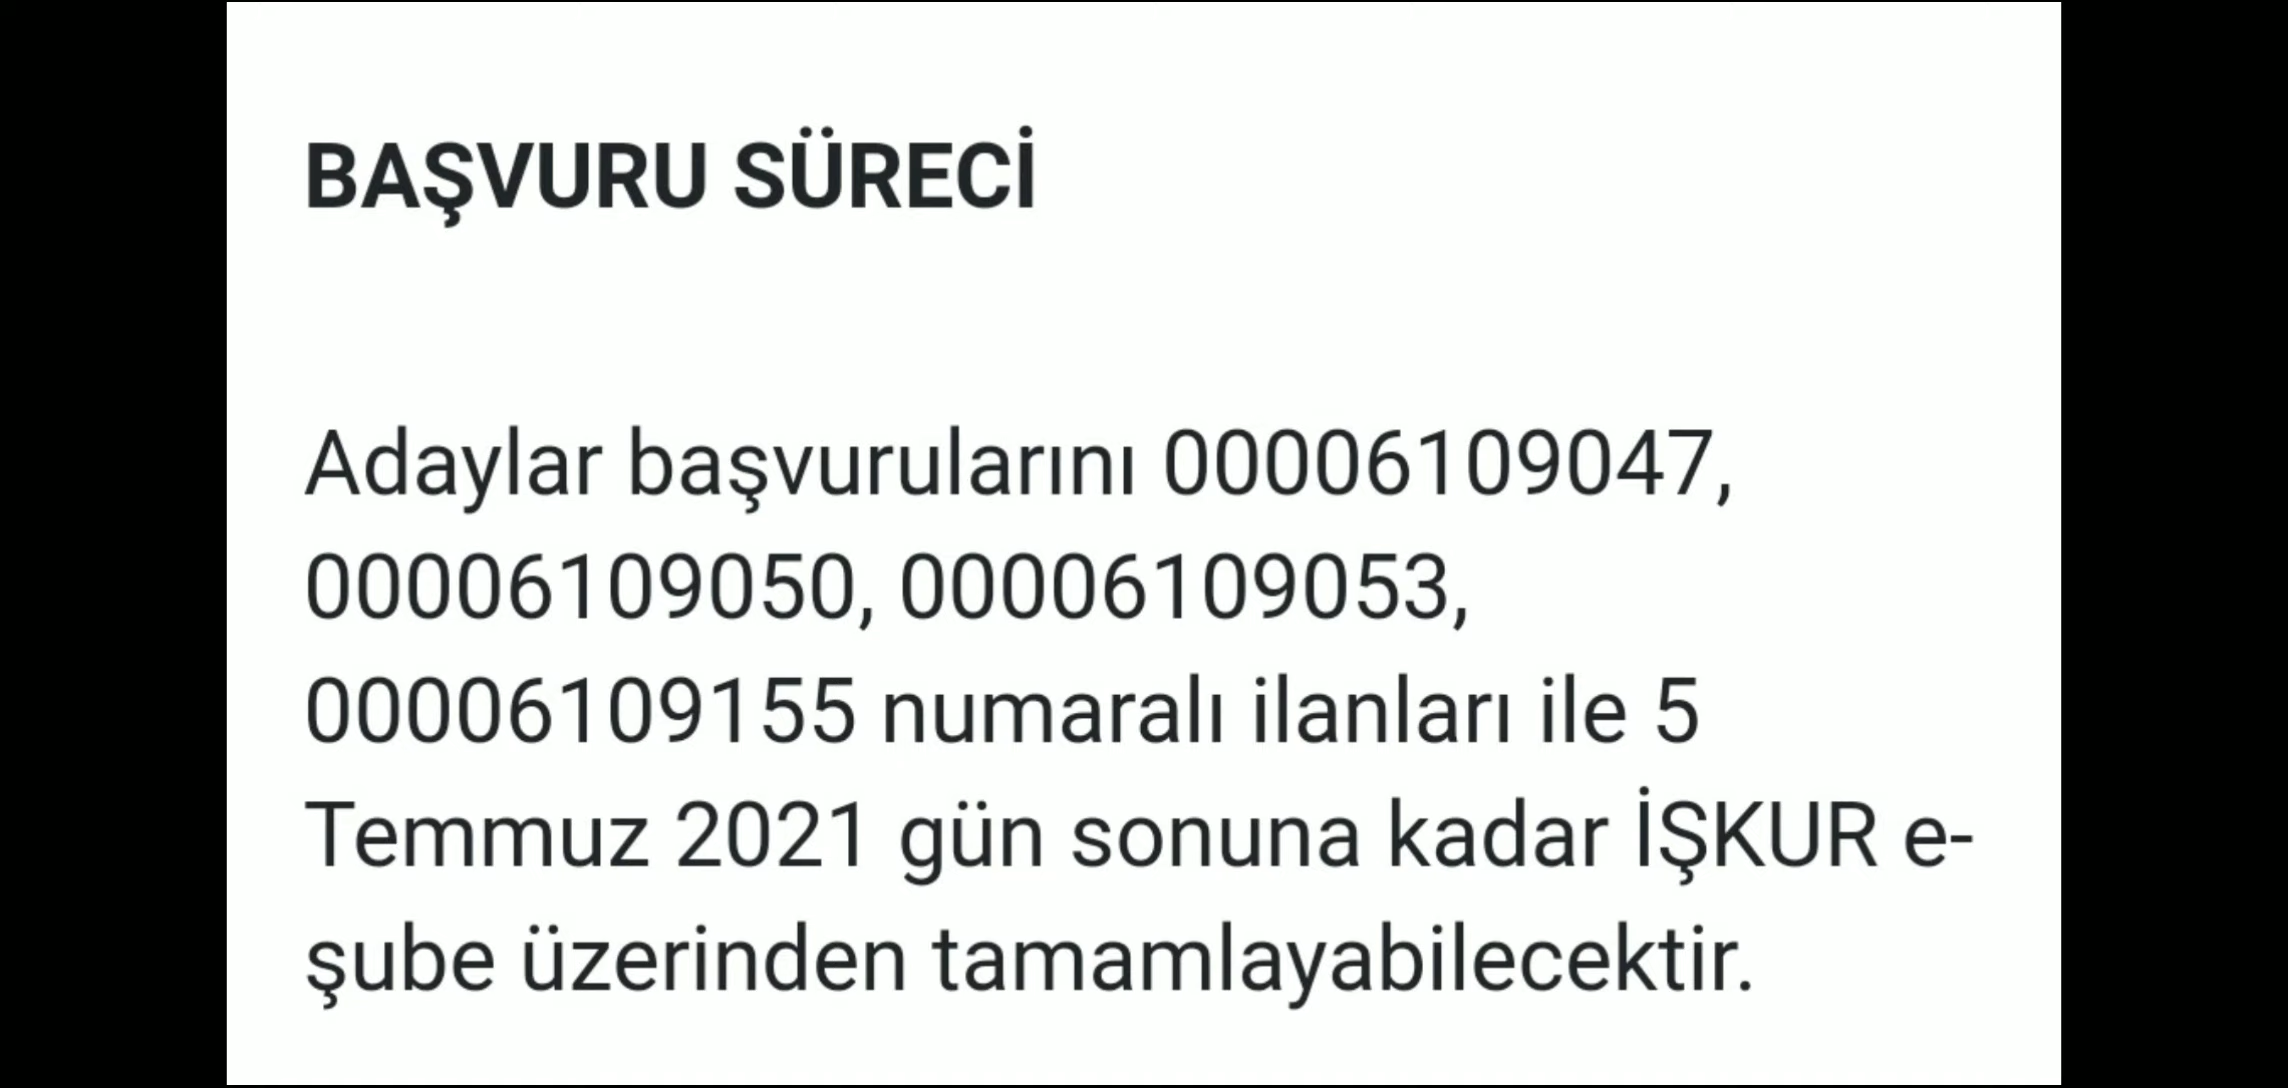 BAŞVURU SÜRECİ
Adaylar başvurularını 00006109047,
00006109050, 00006109053,
00006109155 numaralı ilanları ile 5
Temmuz 2021 gün sonuna kadar İŞKUR e-
şube üzerinden tamamlayabilecektir.